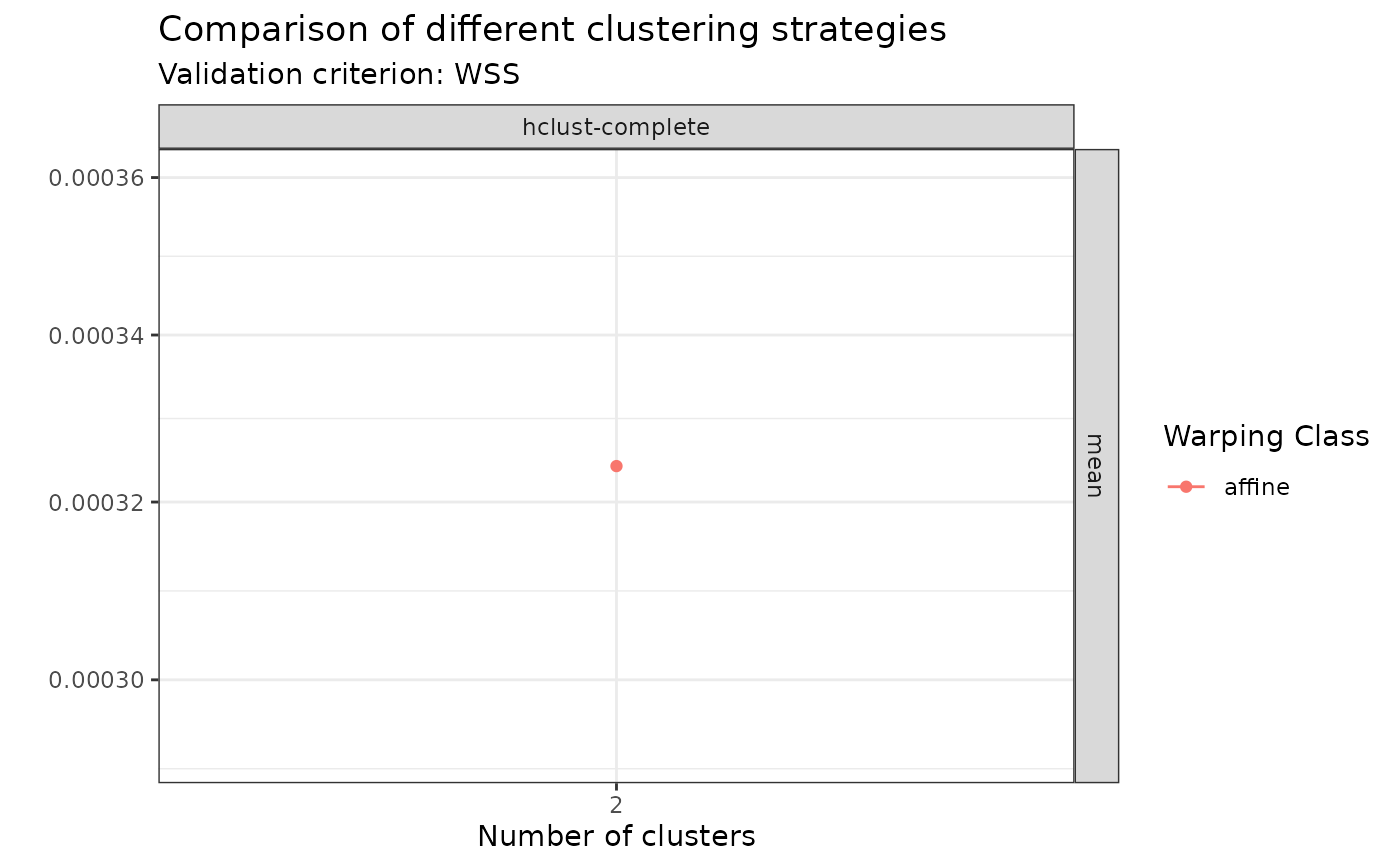 Comparison of different clustering strategies
Validation criterion: WSS
hclust-complete
0.00036
0.00034
0.00032
0.00030
mean
2
Number of clusters
Warping Class
affine